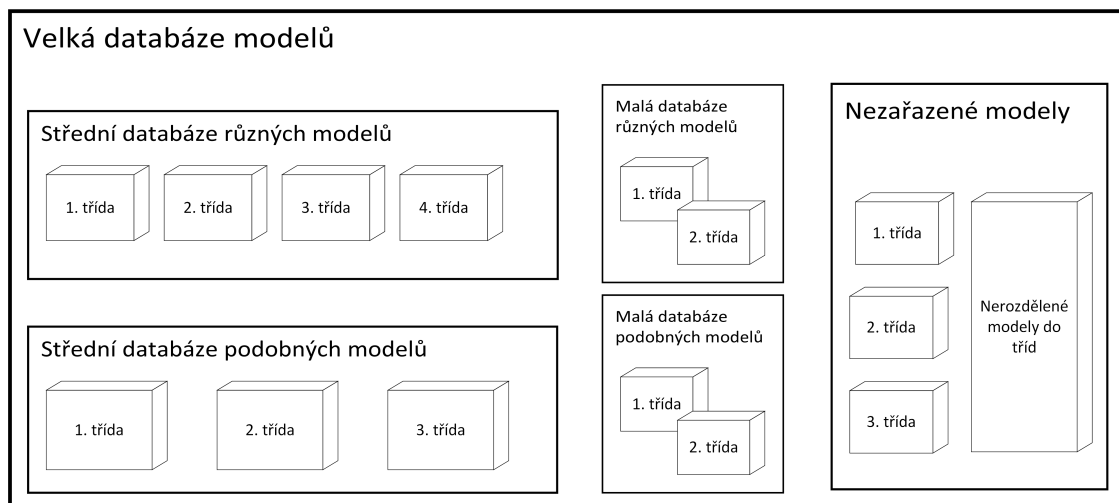 Velká databáze modelů
Střední databáze různých modelů
1. třída
2. třída
3. třída
4. třída
Střední databáze podobných modelů
1. třída
2. třída
3. třída
Malá databáze
různých modelů
1. třída
2. třída
Malá databáze
podobných modelů
1. třída
2. třída
Nezařazené modely
1. třída
2. třída
3. třída
Nerozdělené
modely do
tříd